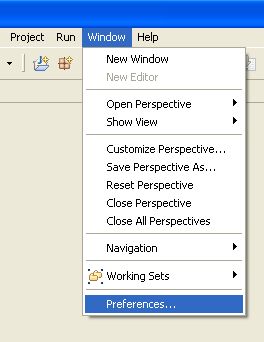 Project Run Window Help
New Window
New Editor
Open Perspective
Show View
Customize Perspective...
Save Perspective As...
Reset Perspective
Close Perspective
Close All Perspectives
Navigation
Working Sets
Preferences...